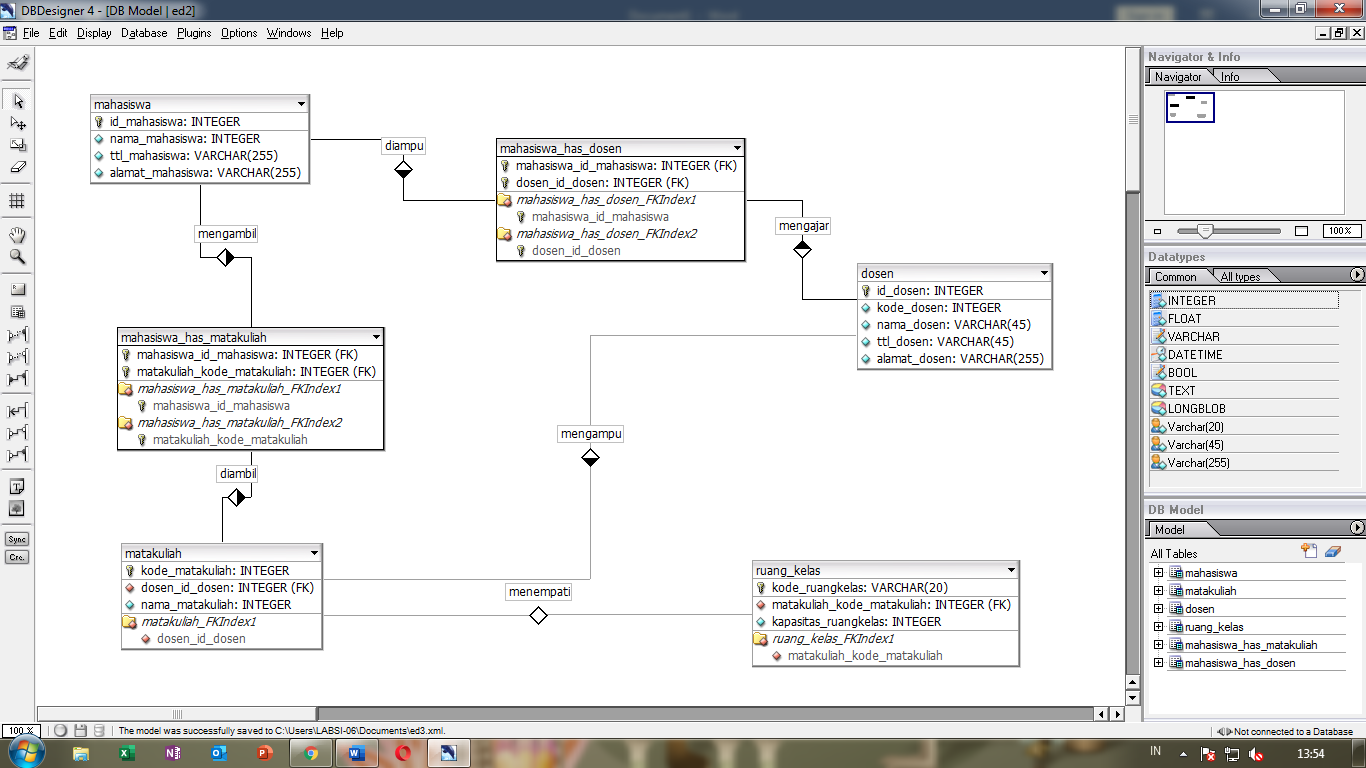 DBDesigner 4 - [DB Model | ed2]
File Edit Display Database Plugins Options Windows Help
mahasiswa
id_mahasiswa: INTEGER
nama_mahasiswa: INTEGER
ttl_mahasiswa: VARCHAR(255)
alamat_mahasiswa: VARCHAR(255)
diampu
mahasiswa_has_dosen
mahasiswa_id_mahasiswa: INTEGER (FK)
dosen_id_dosen: INTEGER (FK)
mahasiswa_has_dosen_FKIndex1
mahasiswa_id_mahasiswa
mahasiswa_has_dosen_FKIndex2
dosen_id_dosen
mengajar
mengambil
dosen
id_dosen: INTEGER
kode_dosen: INTEGER
nama_dosen: VARCHAR(45)
ttl_dosen: VARCHAR(45)
alamat_dosen: VARCHAR(255)
mahasiswa_has_matakuliah
mahasiswa_id_mahasiswa: INTEGER (FK)
matakuliah_kode_matakuliah: INTEGER (FK)
mahasiswa_has_matakuliah_FKIndex1
mahasiswa_id_mahasiswa
mahasiswa_has_matakuliah_FKIndex2
matakuliah_kode_matakuliah
mengampu
diambil
matakuliah
kode_matakuliah: INTEGER
dosen_id_dosen: INTEGER (FK)
nama_matakuliah: INTEGER
matakuliah_FKIndex1
dosen_id_dosen
menempati
ruang_kelas
kode_ruangkelas: VARCHAR(20)
matakuliah_kode_matakuliah: INTEGER (FK)
kapasitas_ruangkelas: INTEGER
ruang_kelas_FKIndex1
matakuliah_kode_matakuliah
Navigator & Info
Navigator Info
100%
Datatypes
Common All types
INTEGER
FLOAT
VARCHAR
DATETIME
BOOL
TEXT
LONGBLOB
Varchar(20)
Varchar(45)
Varchar(255)
DB Model
Model
All Tables
mahasiswa
matakuliah
dosen
ruang_kelas
mahasiswa_has_matakuliah
mahasiswa_has_dosen
Sync
Crc.
100 % The model was successfully saved to C:\Users\LABSI-06\Documents\ed3.xml. Not connected to a Database
IN 13:54